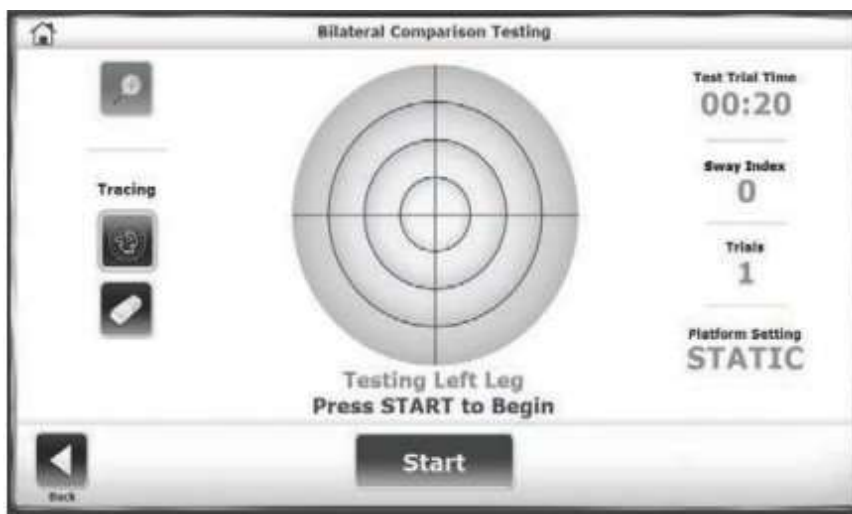 Bilateral Comparison Testing
Tracing
Test Trial Time
00:20
Sway Index
0
Trials
1
Platform Setting
STATIC
Testing Left Leg
Press START to Begin
Back
Start